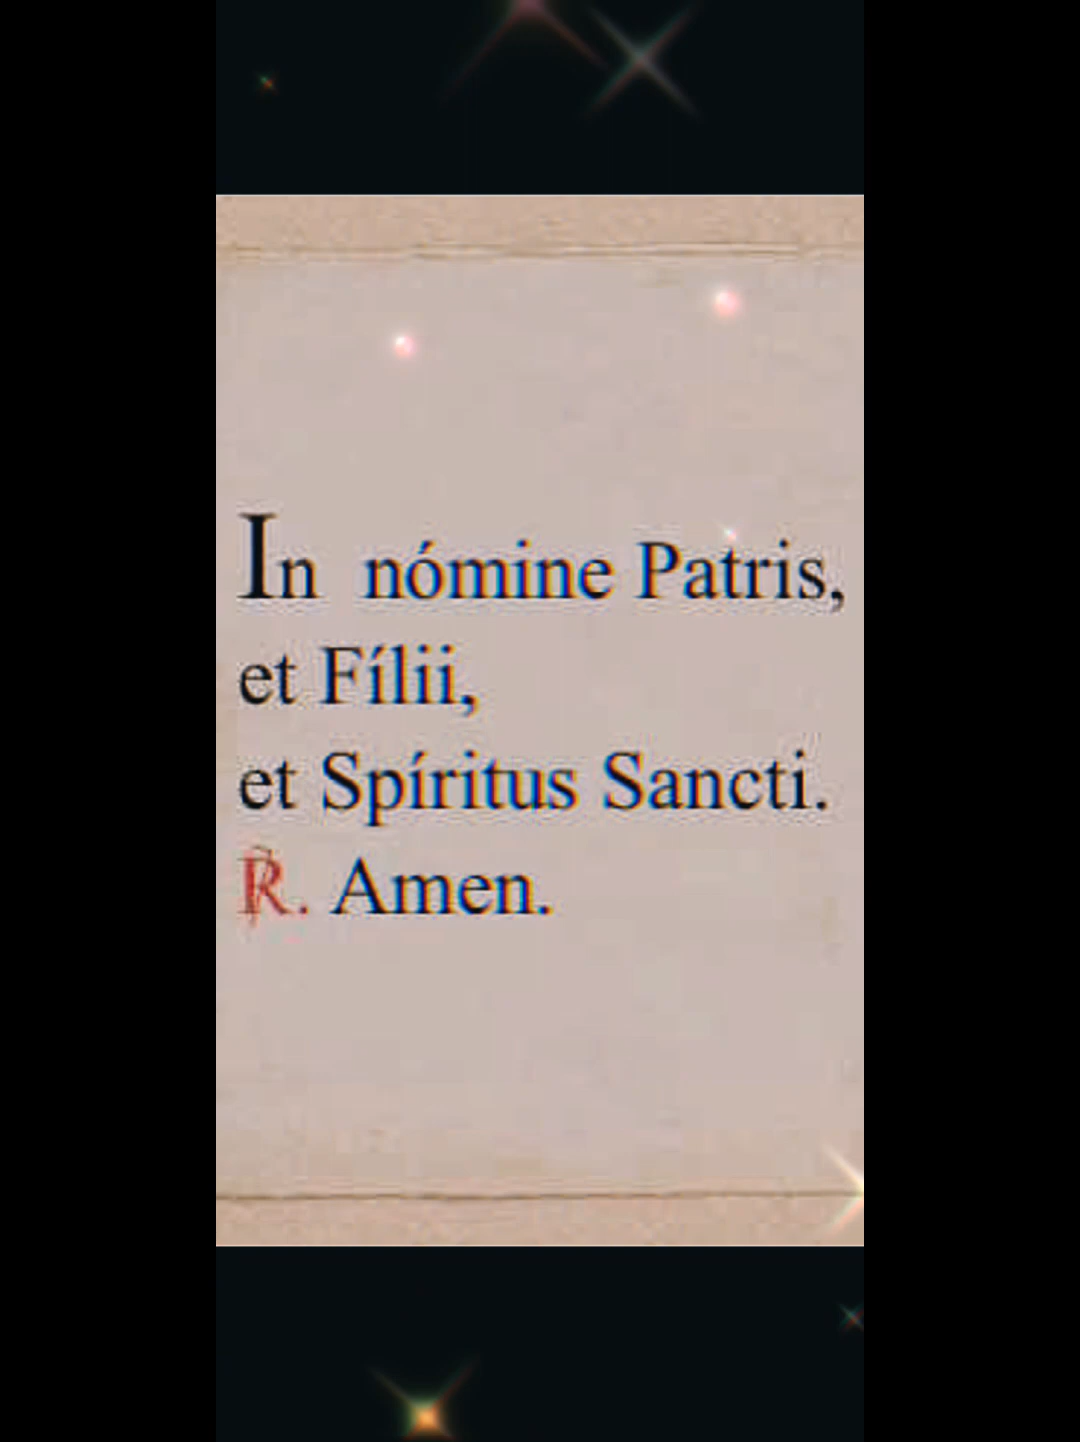 In nómine Patris,
et Fílii,
et Spíritus Sancti.
℟. Amen.